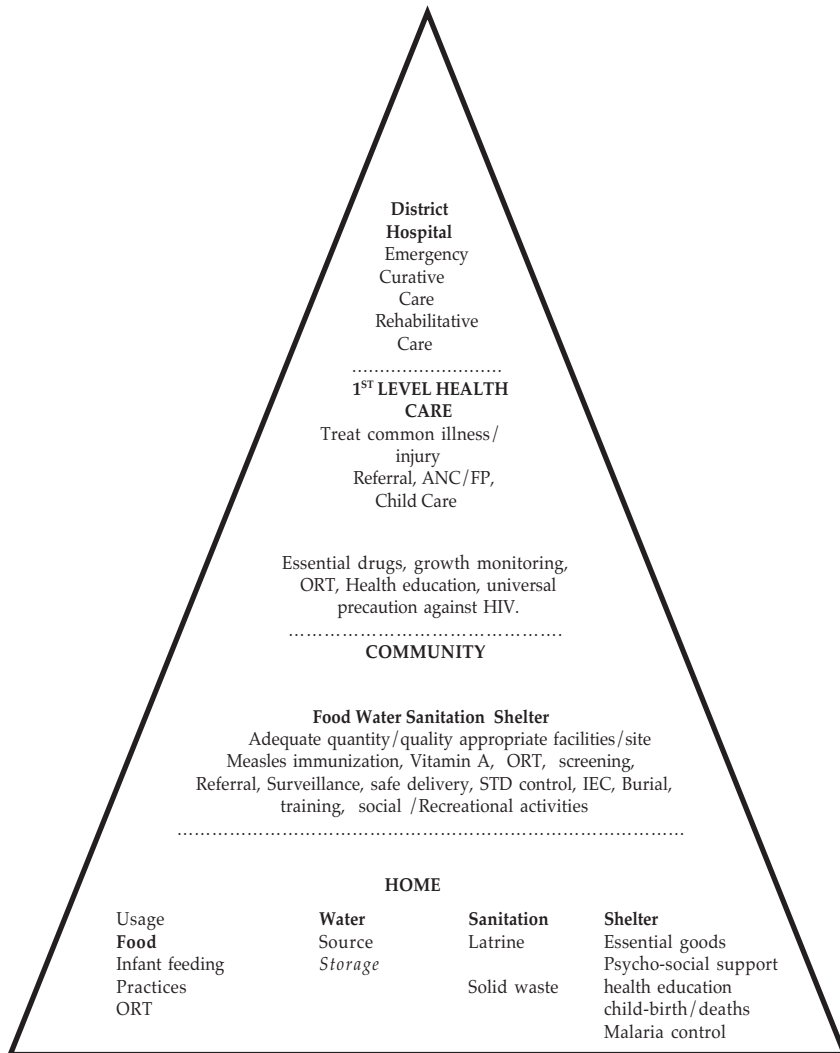 District
Hospital
Emergency
Curative
Care
Rehabilitative
Care
...........................
1ST LEVEL HEALTH
CARE
Treat common illness/
injury
Referral, ANC/FP,
Child Care
Essential drugs, growth monitoring,
ORT, Health education, universal
precaution against HIV.
……………………………………….
COMMUNITY
Food Water Sanitation Shelter
Adequate quantity/quality appropriate facilities/site
Measles immunization, Vitamin A, ORT, screening,
Referral, Surveillance, safe delivery, STD control, IEC, Burial,
training, social /Recreational activities
……………………………………………………………………………
HOME
Usage
Food
Infant feeding
Practices
ORT
Water
Source
Storage
Sanitation
Latrine
Solid waste
Shelter
Essential goods
Psycho-social support
health education
child-birth/deaths
Malaria control